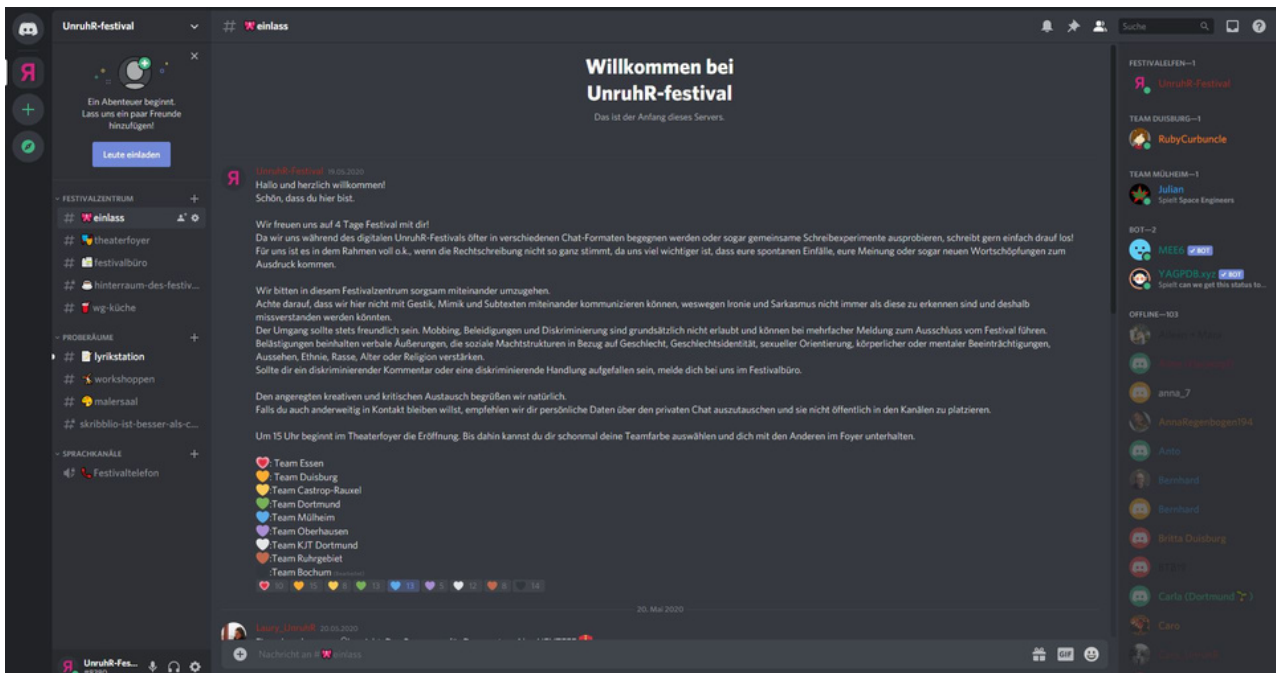 UnruhR-festival
einlass
Suche
Ein Abenteuer beginnt.
Lass uns ein paar Freunde
hinzufügen!
Leute einladen
FESTIVALZENTRUM
einlass
theaterfoyer
festivalbüro
hinterraum-des-festiv...
wg-küche
PROBERÄUME
lyrikstation
workshoppen
malersaal
skribblio-ist-besser-als-c...
SPRACHKANÄLE
Festivaltelefon
UnruhR-Fes...
Willkommen bei
UnruhR-festival
Das ist der Anfang dieses Servers.
UnruhR-Festival 19.05.2020
Hallo und herzlich willkommen!
Schön, dass du hier bist.
Wir freuen uns auf 4 Tage Festival mit dir!
Da wir uns während des digitalen UnruhR-Festivals öfter in verschiedenen Chat-Formaten begegnen werden oder sogar gemeinsame Schreibexperimente ausprobieren, schreibt gern einfach drauf los!
Für uns ist es in dem Rahmen voll o.k., wenn die Rechtschreibung nicht so ganz stimmt, da uns viel wichtiger ist, dass eure spontanen Einfälle, eure Meinung oder sogar neuen Wortschöpfungen zum
Ausdruck kommen.
Wir bitten in diesem Festivalzentrum sorgsam miteinander umzugehen.
Achte darauf, dass wir hier nicht mit Gestik, Mimik und Subtexten miteinander kommunizieren können, weswegen Ironie und Sarkasmus nicht immer als diese zu erkennen sind und deshalb
missverstanden werden könnten.
Der Umgang sollte stets freundlich sein. Mobbing, Beleidigungen und Diskriminierung sind grundsätzlich nicht erlaubt und können bei mehrfacher Meldung zum Ausschluss vom Festival führen.
Belästigungen beinhalten verbale Äußerungen, die soziale Machtstrukturen in Bezug auf Geschlecht, Geschlechtsidentität, sexueller Orientierung, körperlicher oder mentaler Beeinträchtigungen,
Aussehen, Ethnie, Rasse, Alter oder Religion verstärken.
Sollte dir ein diskriminierender Kommentar oder eine diskriminierende Handlung aufgefallen sein, melde dich bei uns im Festivalbüro.
Den angeregten kreativen und kritischen Austausch begrüßen wir natürlich.
Falls du auch anderweitig in Kontakt bleiben willst, empfehlen wir dir persönliche Daten über den privaten Chat auszutauschen und sie nicht öffentlich in den Kanälen zu platzieren.
Um 15 Uhr beginnt im Theaterfoyer die Eröffnung. Bis dahin kannst du dir schonmal deine Teamfarbe auswählen und dich mit den Anderen im Foyer unterhalten.
: Team Essen
: Team Duisburg
:Team Castrop-Rauxel
:Team Dortmund
:Team Mülheim
:Team Oberhausen
:Team KJT Dortmund
:Team Ruhrgebiet
:Team Bochum
10 15 8 13 13 5 12 8 14
20. Mai 2020
Laury_UnruhR 20.05.2020
Nachricht an #einlass
GIF
FESTIVALELFEN—1
UnruhR-Festival
TEAM DUISBURG—1
RubyCurbuncle
TEAM MÜLHEIM—1
Julian
Spielt Space Engineers
BOT—2
MEE6 BOT
YAGPDB.xyz BOT
Spielt can we get this status to...
OFFLINE—103
anna_7
AnnaRegenbogen194
Anto
Bernhard
Bernhard
Britta Duisburg
Carla (Dortmund )
Caro